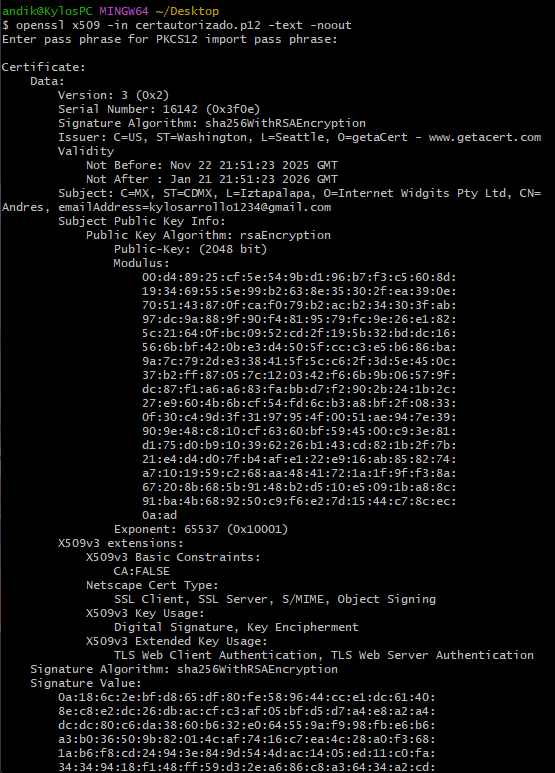 andik@KylosPC MINGW64 ~/Desktop
$ openssl x509 -in certautorizado.p12 -text -noout
Enter pass phrase for PKCS12 import pass phrase:
Certificate:
Data:
Version: 3 (0x2)
Serial Number: 16142 (0x3f0e)
Signature Algorithm: sha256WithRSAEncryption
Issuer: C=US, ST=Washington, L=Seattle, O=getaCert - www.getacert.com
Validity
Not Before: Nov 22 21:51:23 2025 GMT
Not After : Jan 21 21:51:23 2026 GMT
Subject: C=MX, ST=CDMX, L=Iztapalapa, O=Internet Widgits Pty Ltd, CN=
Andres, emailAddress=kylosarrollo1234@gmail.com
Subject Public Key Info:
Public Key Algorithm: rsaEncryption
Public-Key: (2048 bit)
Modulus:
00:d4:89:25:cf:5e:54:9b:d1:96:b7:f3:c5:60:8d:
19:34:69:55:5e:99:b2:63:8e:35:30:2f:ea:39:0e:
70:51:43:87:0f:ca:f0:79:b2:ac:b2:34:30:3f:ab:
97:dc:9a:88:9f:90:f4:81:95:79:fc:9e:26:e1:82:
5c:21:64:0f:bc:09:52:cd:2f:19:5b:32:bd:dc:16:
56:6b:bf:42:0b:e3:d4:50:5f:cc:c3:e5:b6:86:ba:
9a:7c:79:2d:e3:38:41:5f:5c:c6:2f:3d:5e:45:0c:
37:b2:ff:87:05:7c:12:03:42:f6:6b:9b:06:57:9f:
dc:87:f1:a6:a6:83:fa:bb:d7:f2:90:2b:24:1b:2c:
27:e9:60:4b:6b:cf:54:fd:6c:b3:a8:bf:2f:08:33:
0f:30:c4:9d:3f:31:97:95:4f:00:51:ae:94:7e:39:
90:9e:48:c8:10:cf:63:60:bf:59:45:00:c9:3e:81:
d1:75:d0:b9:10:39:62:26:b1:43:cd:82:1b:2f:7b:
21:e4:d4:d0:7f:b4:af:e1:22:e9:16:ab:85:82:74:
a7:10:19:59:c2:68:aa:48:41:72:1a:1f:9f:f3:8a:
67:20:8b:68:5b:91:48:b2:d5:10:e5:09:1b:a8:8c:
91:ba:4b:68:92:50:c9:f6:e2:7d:15:44:c7:8c:ec:
0a:ad
Exponent: 65537 (0x10001)
X509v3 extensions:
X509v3 Basic Constraints:
CA:FALSE
Netscape Cert Type:
SSL Client, SSL Server, S/MIME, Object Signing
X509v3 Key Usage:
Digital Signature, Key Encipherment
X509v3 Extended Key Usage:
TLS Web Client Authentication, TLS Web Server Authentication
Signature Algorithm: sha256WithRSAEncryption
Signature Value:
0a:18:6c:2e:bf:d8:65:df:80:fe:58:96:44:cc:e1:dc:61:40:
8e:c8:e2:dc:26:db:ac:cf:c3:af:05:bf:d5:d7:a4:e8:a2:a4:
dc:dc:80:c6:da:38:60:b6:32:e0:64:55:9a:f9:98:fb:e6:b6:
a3:b0:36:50:9b:82:01:4c:af:74:16:c7:ea:4c:28:a0:f3:68:
1a:b6:f8:cd:24:94:3e:84:9d:54:4d:ac:14:05:ed:11:c0:fa:
34:34:94:18:f1:48:ff:59:d3:2e:a6:86:c8:a3:64:34:a2:cd: